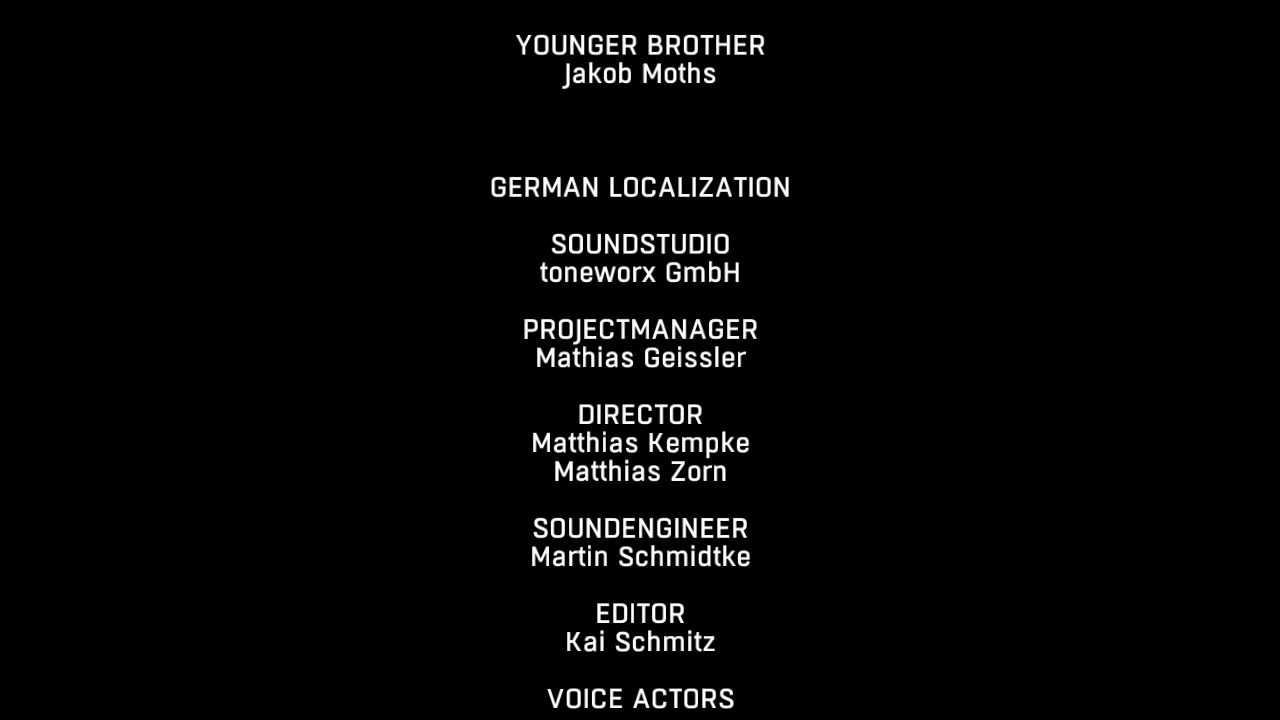 YOUNGER BROTHER
Jakob Moths
GERMAN LOCALIZATION
SOUNDSTUDIO
toneworx GmbH
PROJECTMANAGER
Mathias Geissler
DIRECTOR
Matthias Kempke
Matthias Zorn
SOUNDENGINEER
Martin Schmidtke
EDITOR
Kai Schmitz
VOICE ACTORS